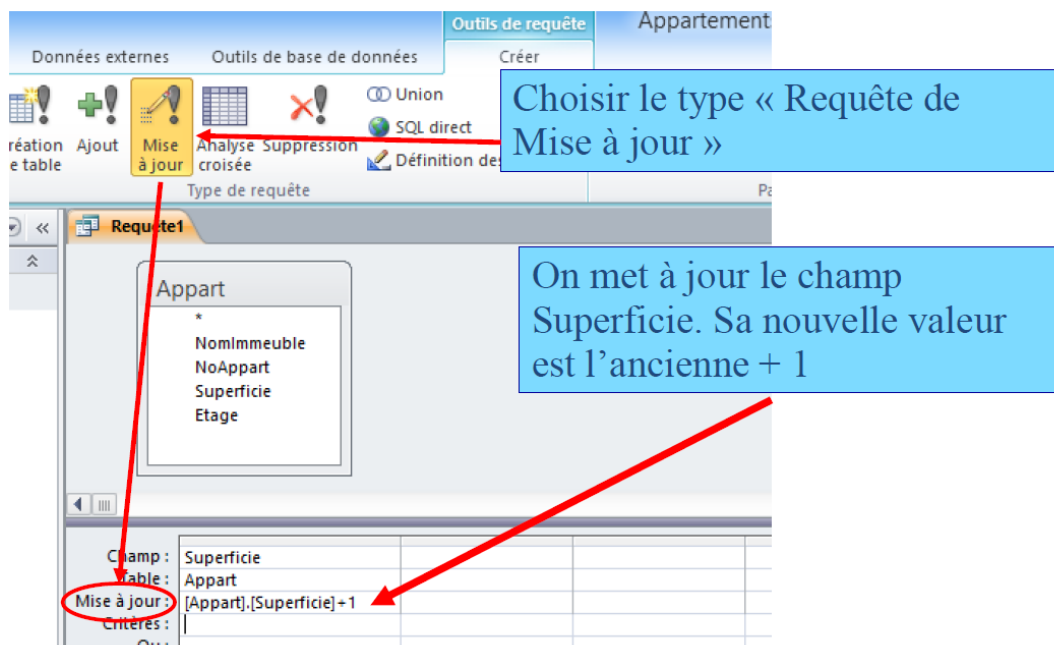 Outils de requête
Appartement
Données externes
Outils de base de données
Créer
Ajout
Mise à jour
Analyse croisée
Suppression
Union
SQL direct
Définition des
Type de requête
Choisir le type « Requête de
Mise à jour »
Requête1
Appart
*
NomImmeuble
NoAppart
Superficie
Etage
On met à jour le champ
Superficie. Sa nouvelle valeur
est l’ancienne + 1
Champ : Superficie
Table : Appart
Mise à jour : [Appart].[Superficie]+1
Critères :
Ou :